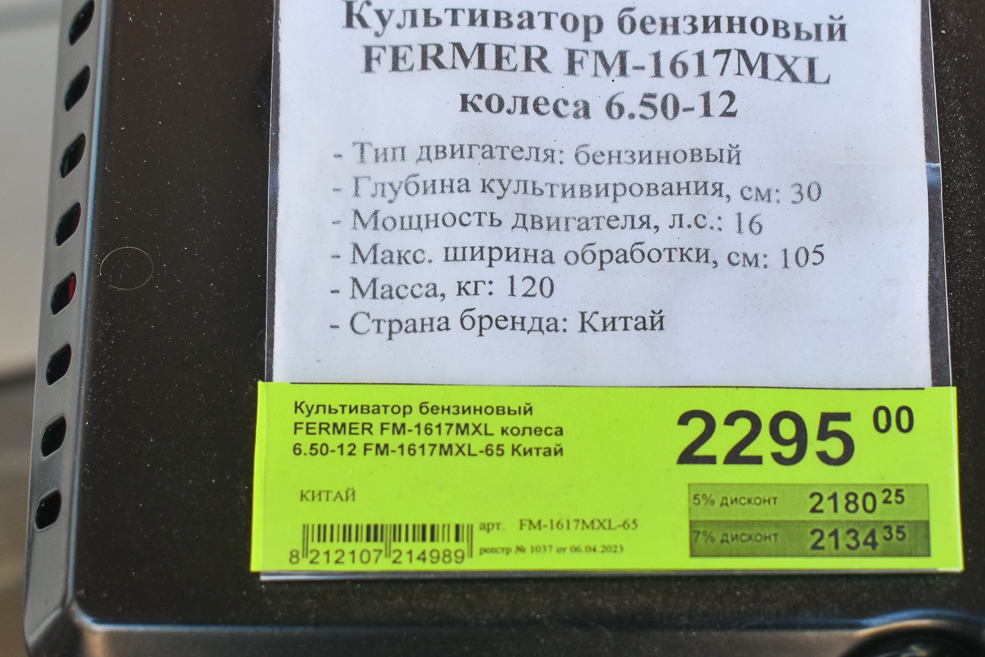 Культиватор бензиновый
FERMER FM-1617MXL
колеса 6.50-12
- Тип двигателя: бензиновый
- Глубина культивирования, см: 30
- Мощность двигателя, л.с.: 16
- Макс. ширина обработки, см: 105
- Масса, кг: 120
- Страна бренда: Китай
Культиватор бензиновый
FERMER FM-1617MXL колеса
6.50-12 FM-1617MXL-65 Китай
2295 00
КИТАЙ
5% дисконт 2180 25
7% дисконт 2134 35
арт. FM-1617MXL-65
реестр № 1037 от 06.04.2023
8 212107 214989